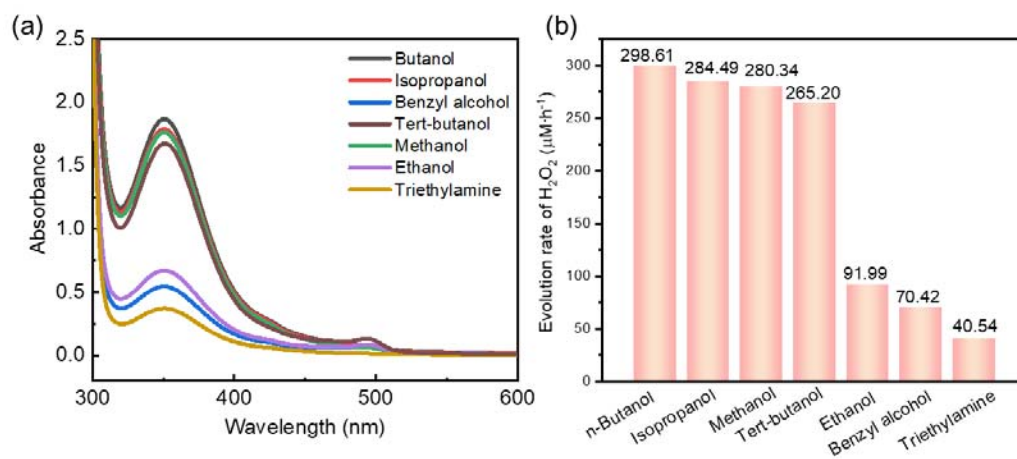 (a)
2.5
2.0
1.5
1.0
0.5
0.0
Absorbance
300
400
500
600
Wavelength (nm)
Butanol
Isopropanol
Benzyl alcohol
Tert-butanol
Methanol
Ethanol
Triethylamine
(b)
300
250
200
150
100
50
0
Evolution rate of H₂O₂ (μM·h⁻¹)
298.61
284.49
280.34
265.20
91.99
70.42
40.54
n-Butanol
Isopropanol
Methanol
Tert-butanol
Ethanol
Benzyl alcohol
Triethylamine